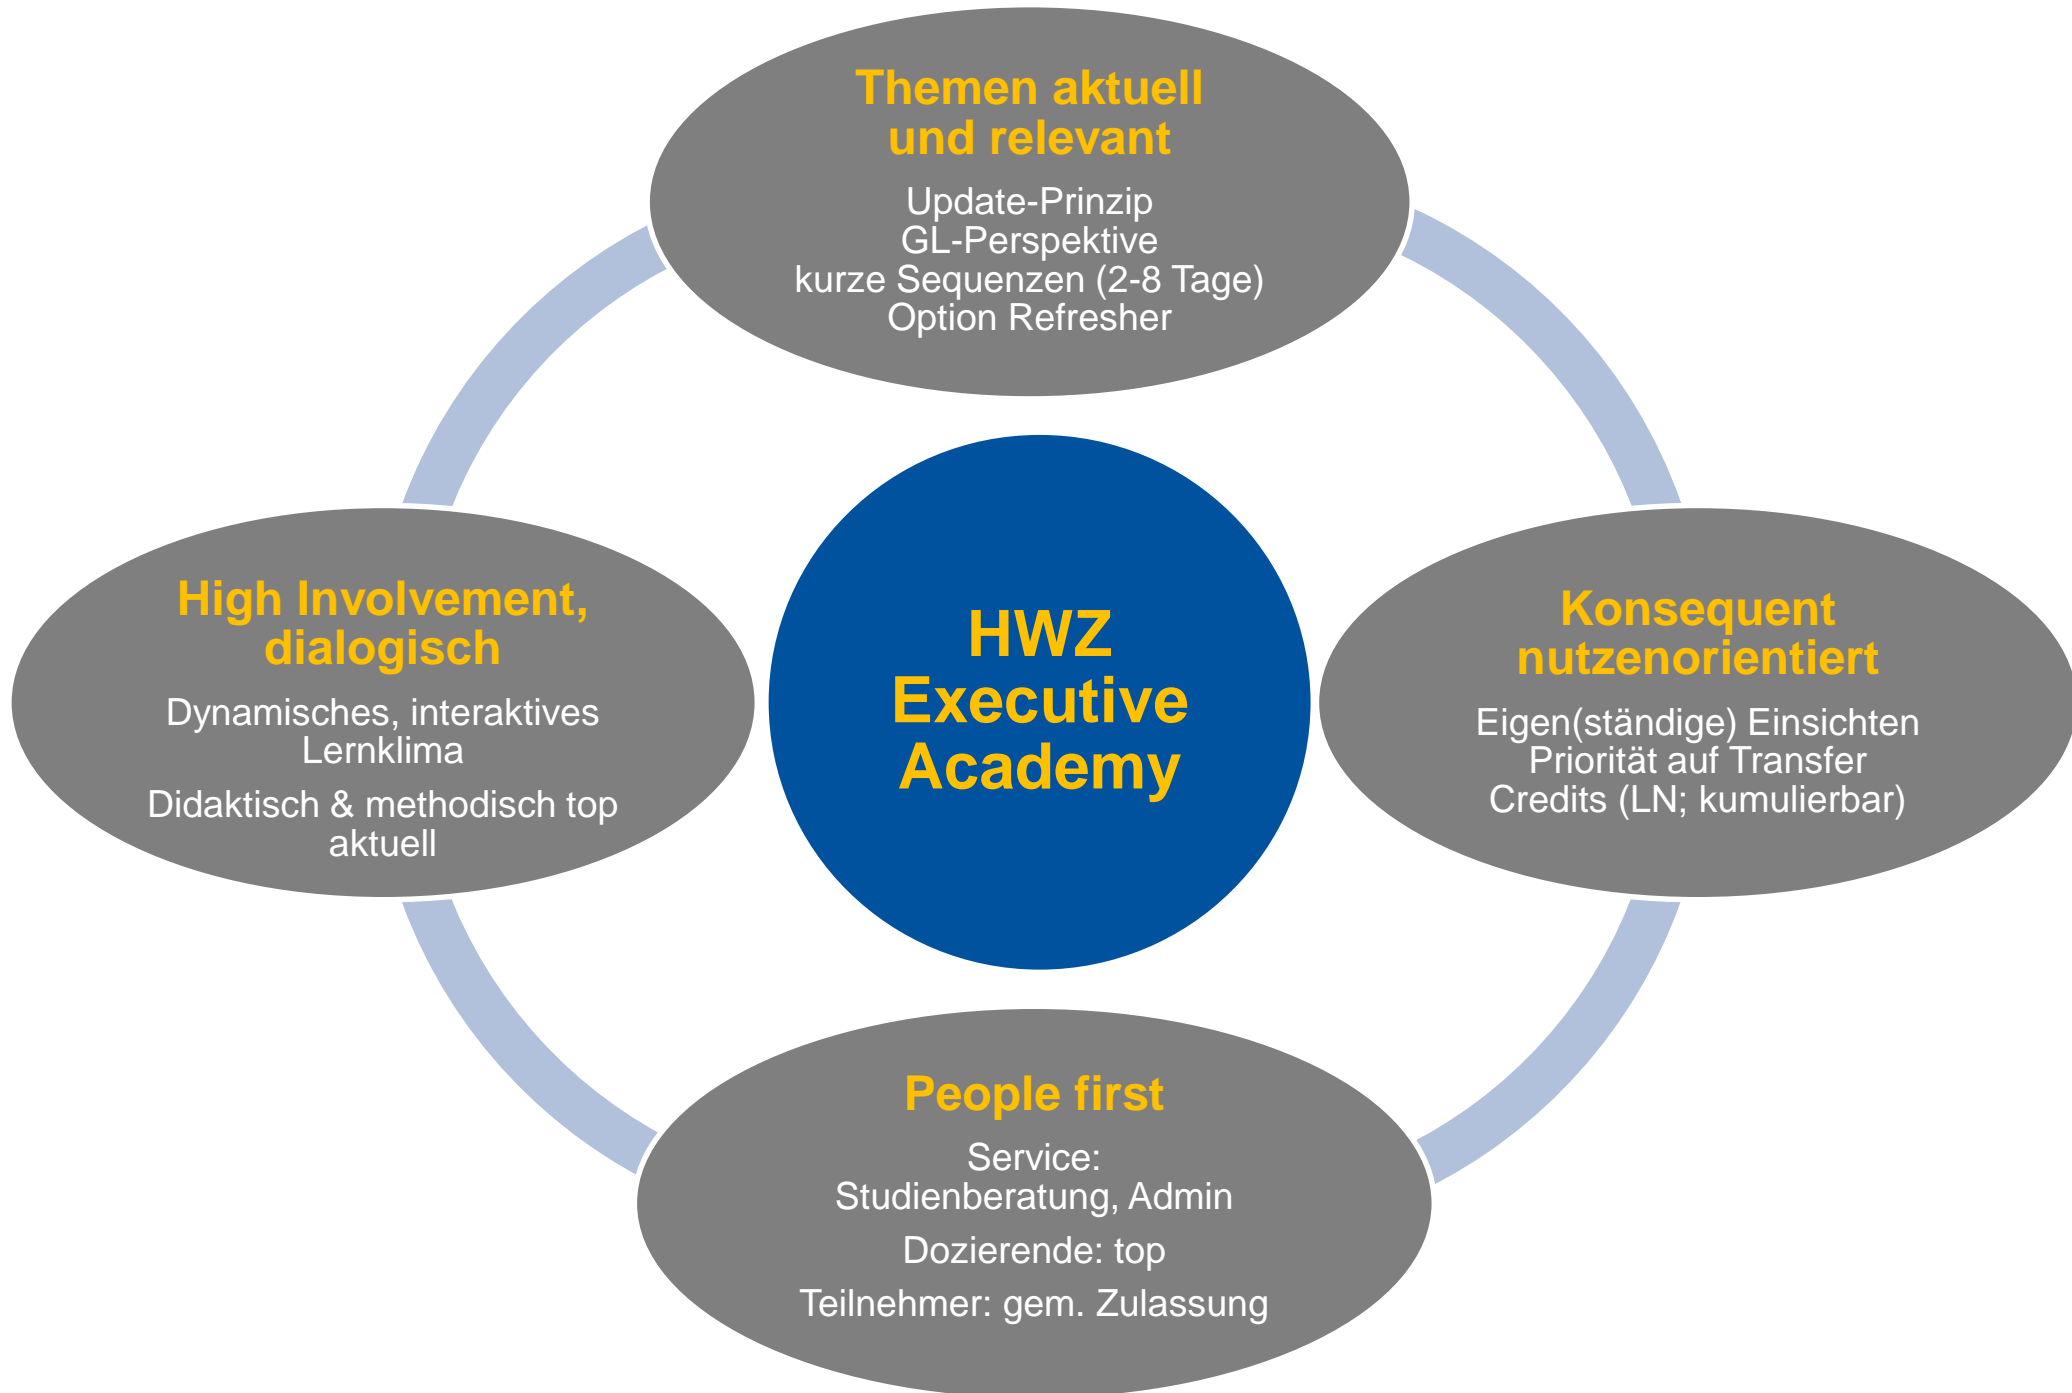 Themen aktuell
und relevant
Update-Prinzip
GL-Perspektive
kurze Sequenzen (2-8 Tage)
Option Refresher
High Involvement,
dialogisch
Dynamisches, interaktives
Lernklima
Didaktisch & methodisch top
aktuell
HWZ
Executive
Academy
Konsequent
nutzenorientiert
Eigen(ständige) Einsichten
Priorität auf Transfer
Credits (LN; kumulierbar)
People first
Service:
Studienberatung, Admin
Dozierende: top
Teilnehmer: gem. Zulassung